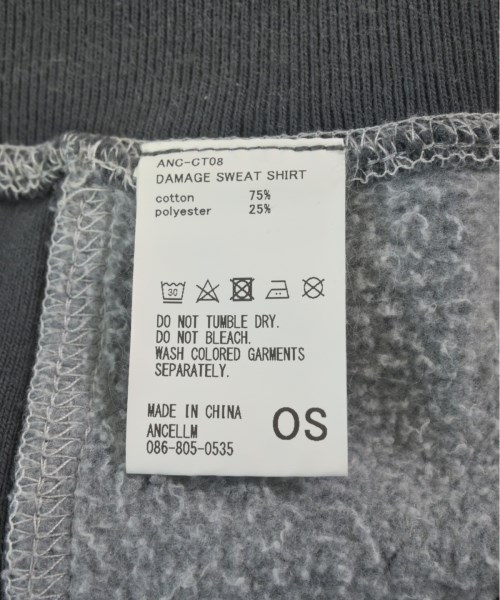 ANC-CT08
DAMAGE SWEAT SHIRT
cotton 75%
polyester 25%
30
DO NOT TUMBLE DRY.
DO NOT BLEACH.
WASH COLORED GARMENTS
SEPARATELY.
MADE IN CHINA
ANCELLM
086-805-0535
OS